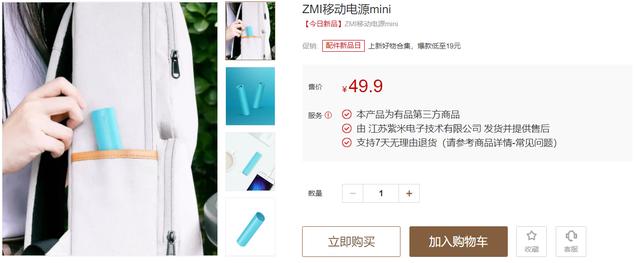 ZMI移动电源mini
【今日新品】ZMI移动电源mini
促销 配件新品日 上新好物合集，爆款低至19元
售价 ¥49.9
服务 本产品为有品第三方商品
由 江苏紫米电子技术有限公司 发货并提供售后
支持7天无理由退货（请参考商品详情-常见问题）
数量 — 1 +
立即购买 加入购物车 收藏 客服